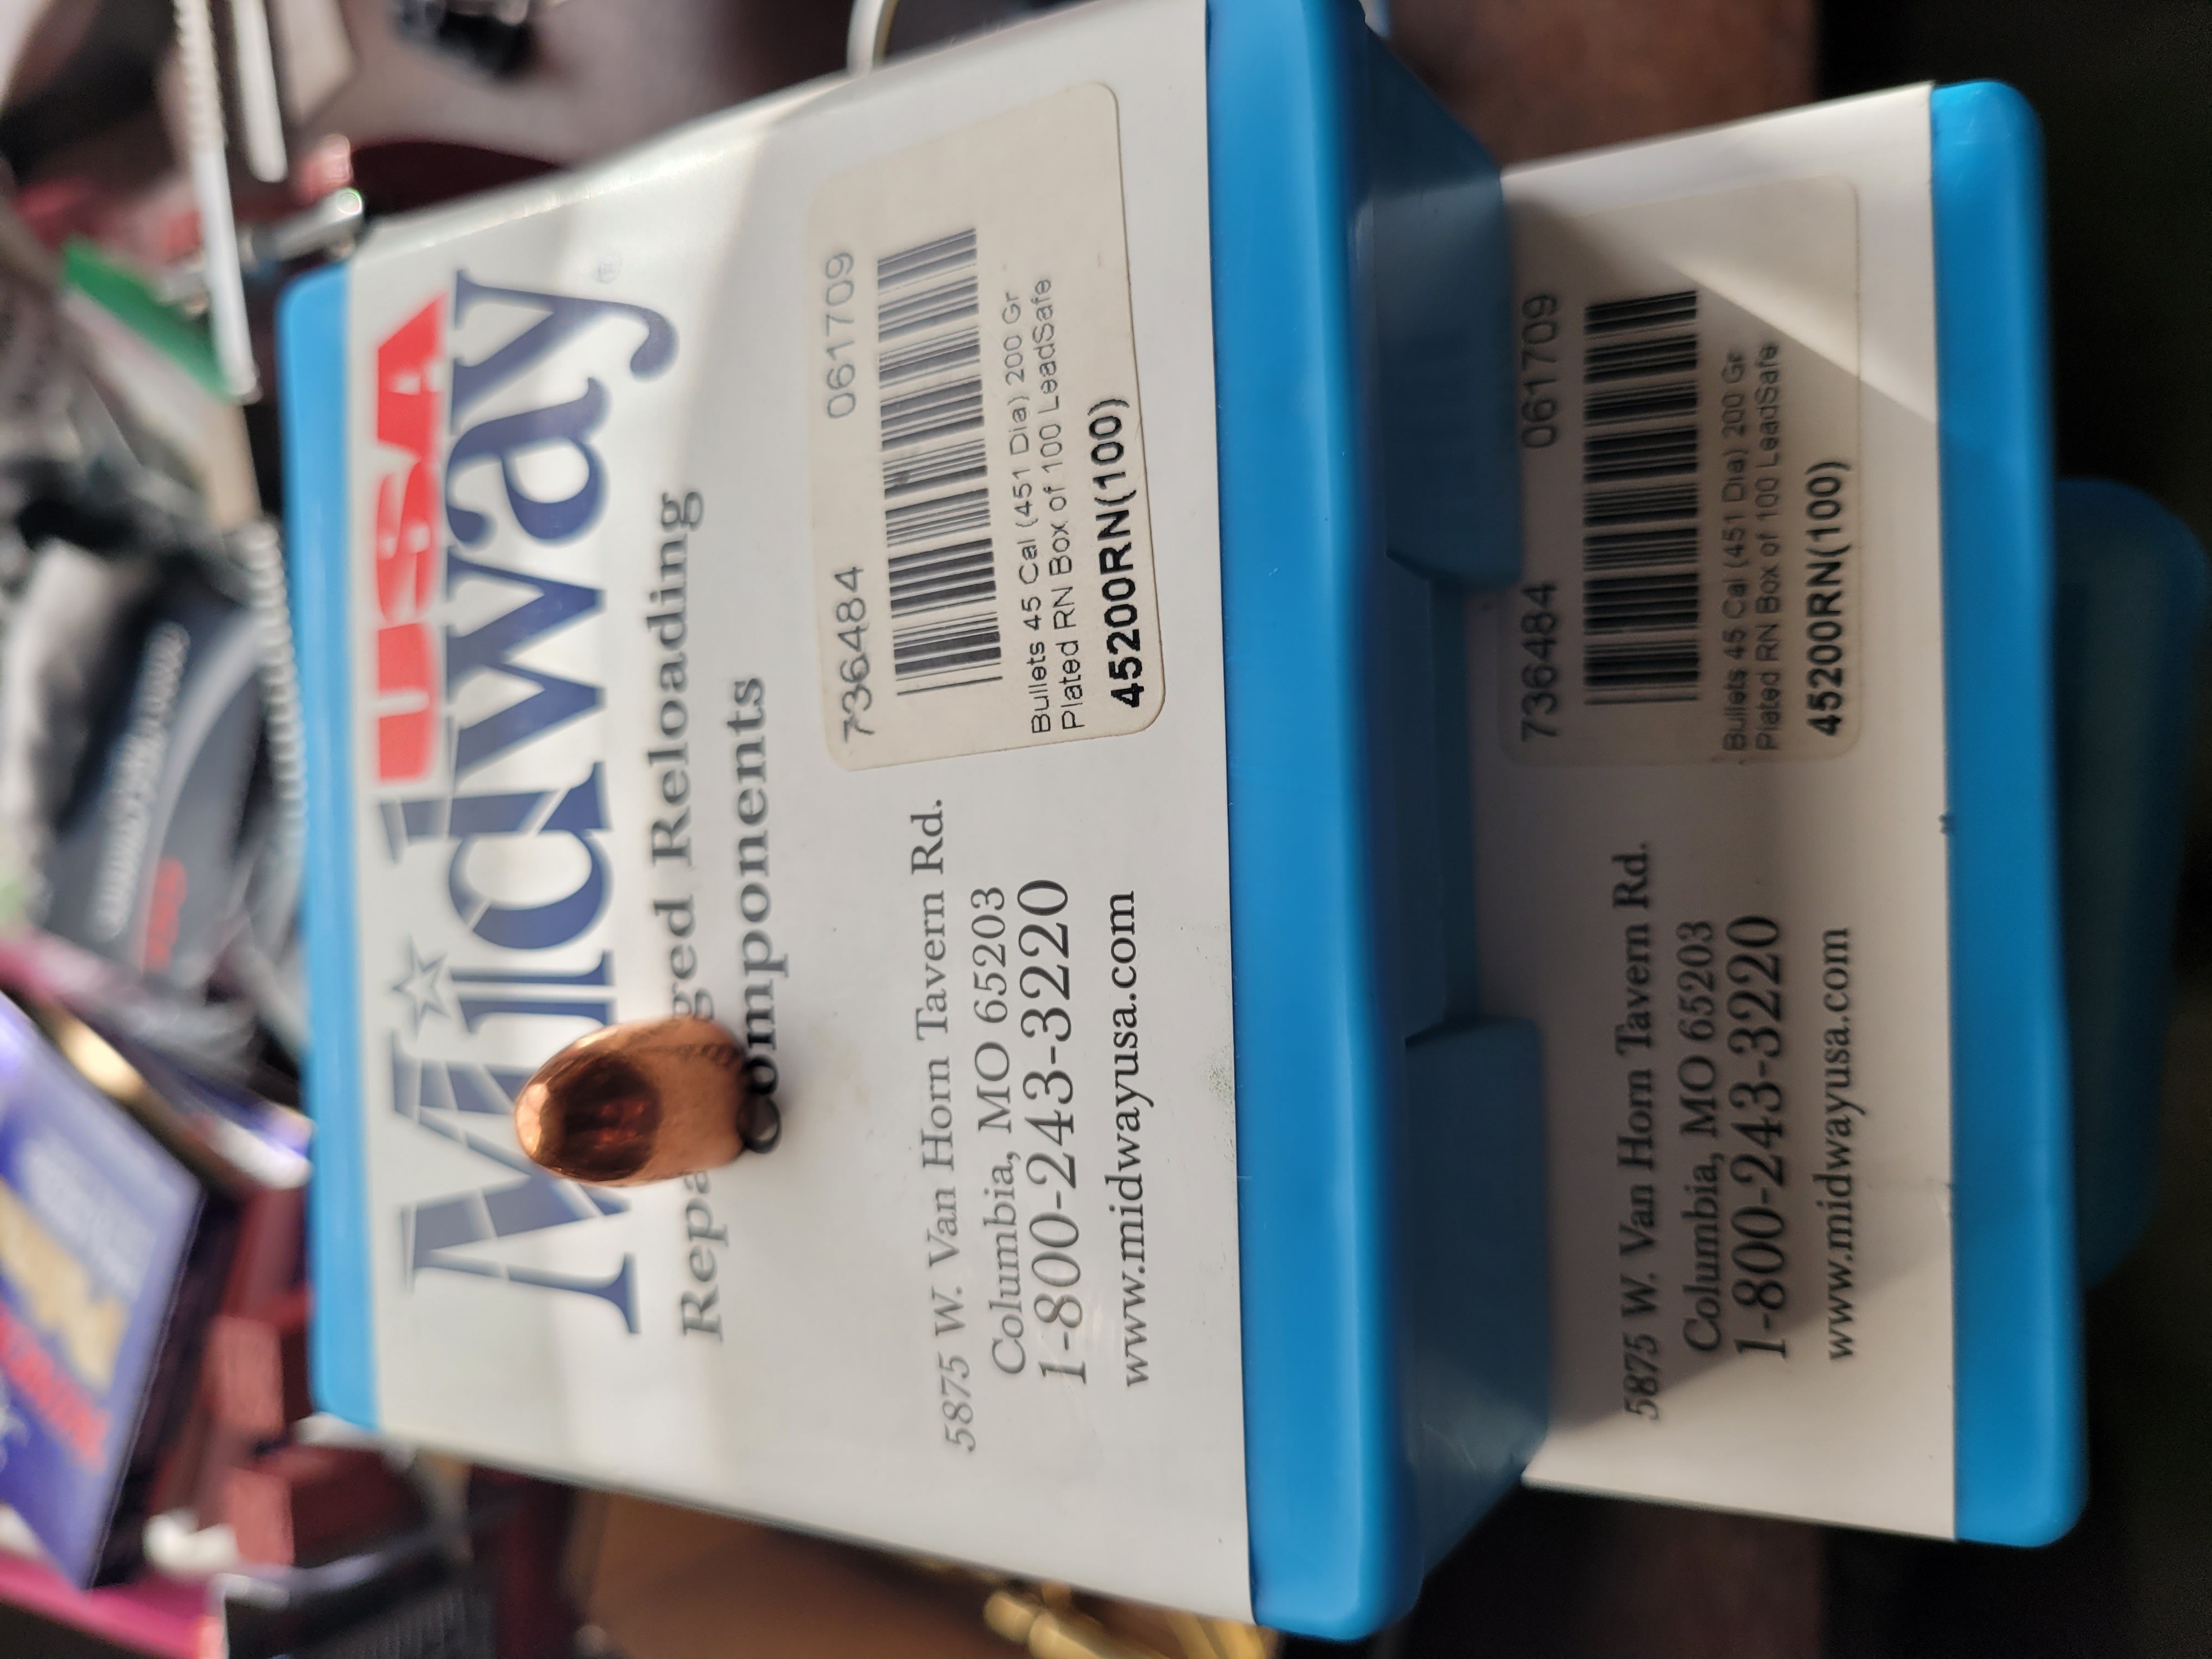 USA
Midway
Repa ged Reloading
Components
736484 061709
Bullets 45 Cal (451 Dia) 200 Gr
Plated RN Box of 100 LeadSafe
45200RN(100)
5875 W. Van Horn Tavern Rd.
Columbia, MO 65203
1-800-243-3220
www.midwayusa.com
736484 061709
Bullets 45 Cal (451 Dia) 200 Gr
Plated RN Box of 100 LeadSafe
45200RN(100)
5875 W. Van Horn Tavern Rd.
Columbia, MO 65203
1-800-243-3220
www.midwayusa.com